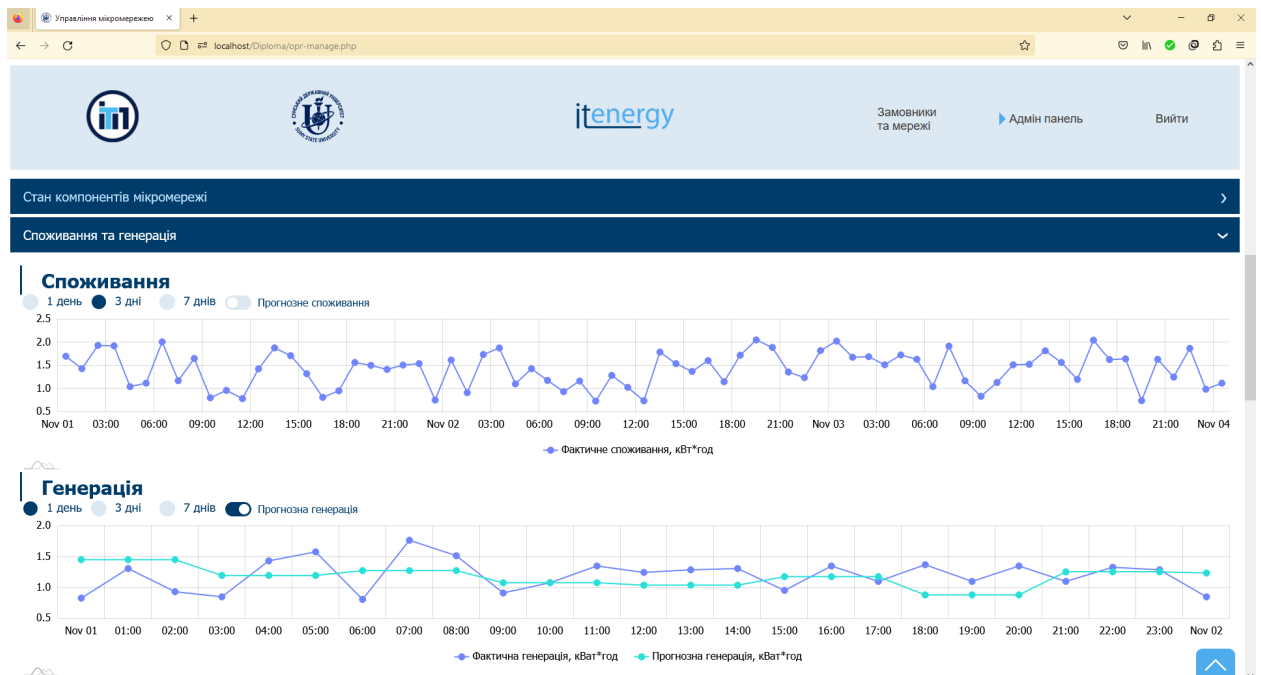 Управління мікромережею
localhost/Diploma/opr-manage.php
СУМСЬКИЙ ДЕРЖАВНИЙ УНІВЕРСИТЕТ
SUMY STATE UNIVERSITY
itenergy
Замовники
та мережі
Адмін панель
Вийти
Стан компонентів мікромережі
Споживання та генерація
Споживання
1 день 3 дні 7 днів Прогнозне споживання
2.5
2.0
1.5
1.0
0.5
Nov 01 03:00 06:00 09:00 12:00 15:00 18:00 21:00 Nov 02 03:00 06:00 09:00 12:00 15:00 18:00 21:00 Nov 03 03:00 06:00 09:00 12:00 15:00 18:00 21:00 Nov 04
Фактичне споживання, кВт*год
Генерація
1 день 3 дні 7 днів Прогнозна генерація
2.0
1.5
1.0
0.5
Nov 01 01:00 02:00 03:00 04:00 05:00 06:00 07:00 08:00 09:00 10:00 11:00 12:00 13:00 14:00 15:00 16:00 17:00 18:00 19:00 20:00 21:00 22:00 23:00 Nov 02
Фактична генерація, кВат*год Прогнозна генерація, кВат*год